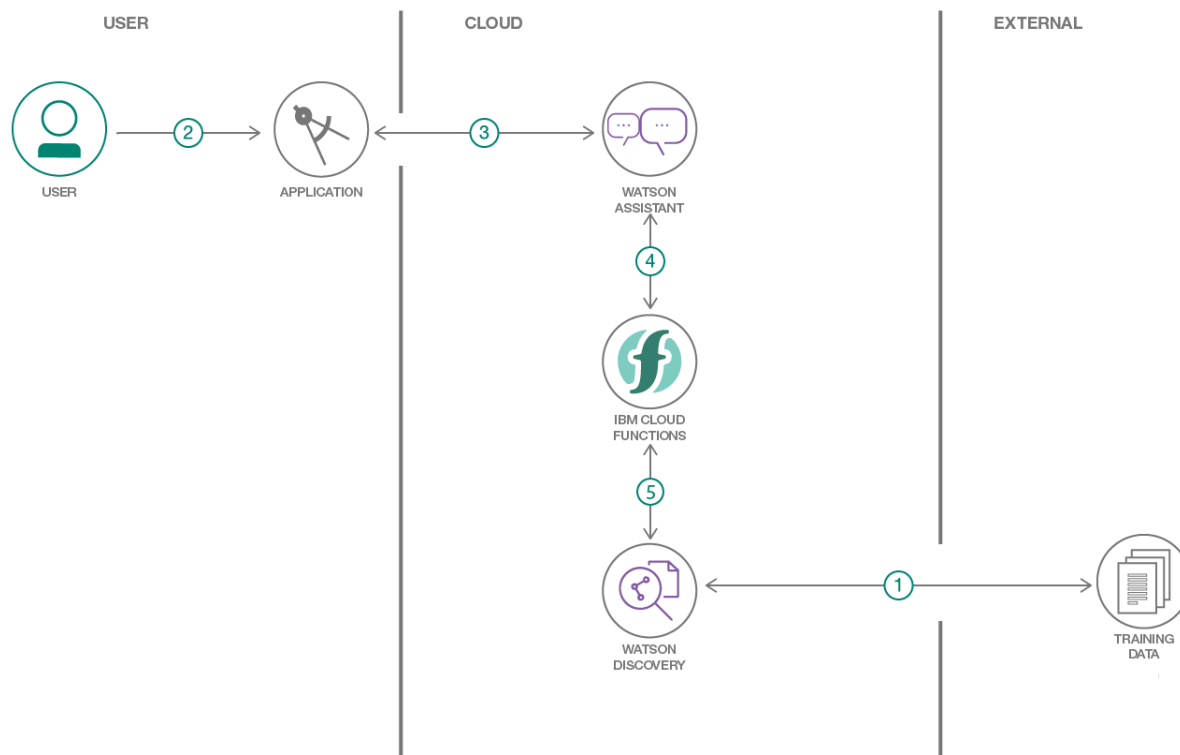 USER
CLOUD
EXTERNAL
2
3
USER
APPLICATION
WATSON
ASSISTANT
4
IBM CLOUD
FUNCTIONS
5
1
WATSON
DISCOVERY
TRAINING
DATA